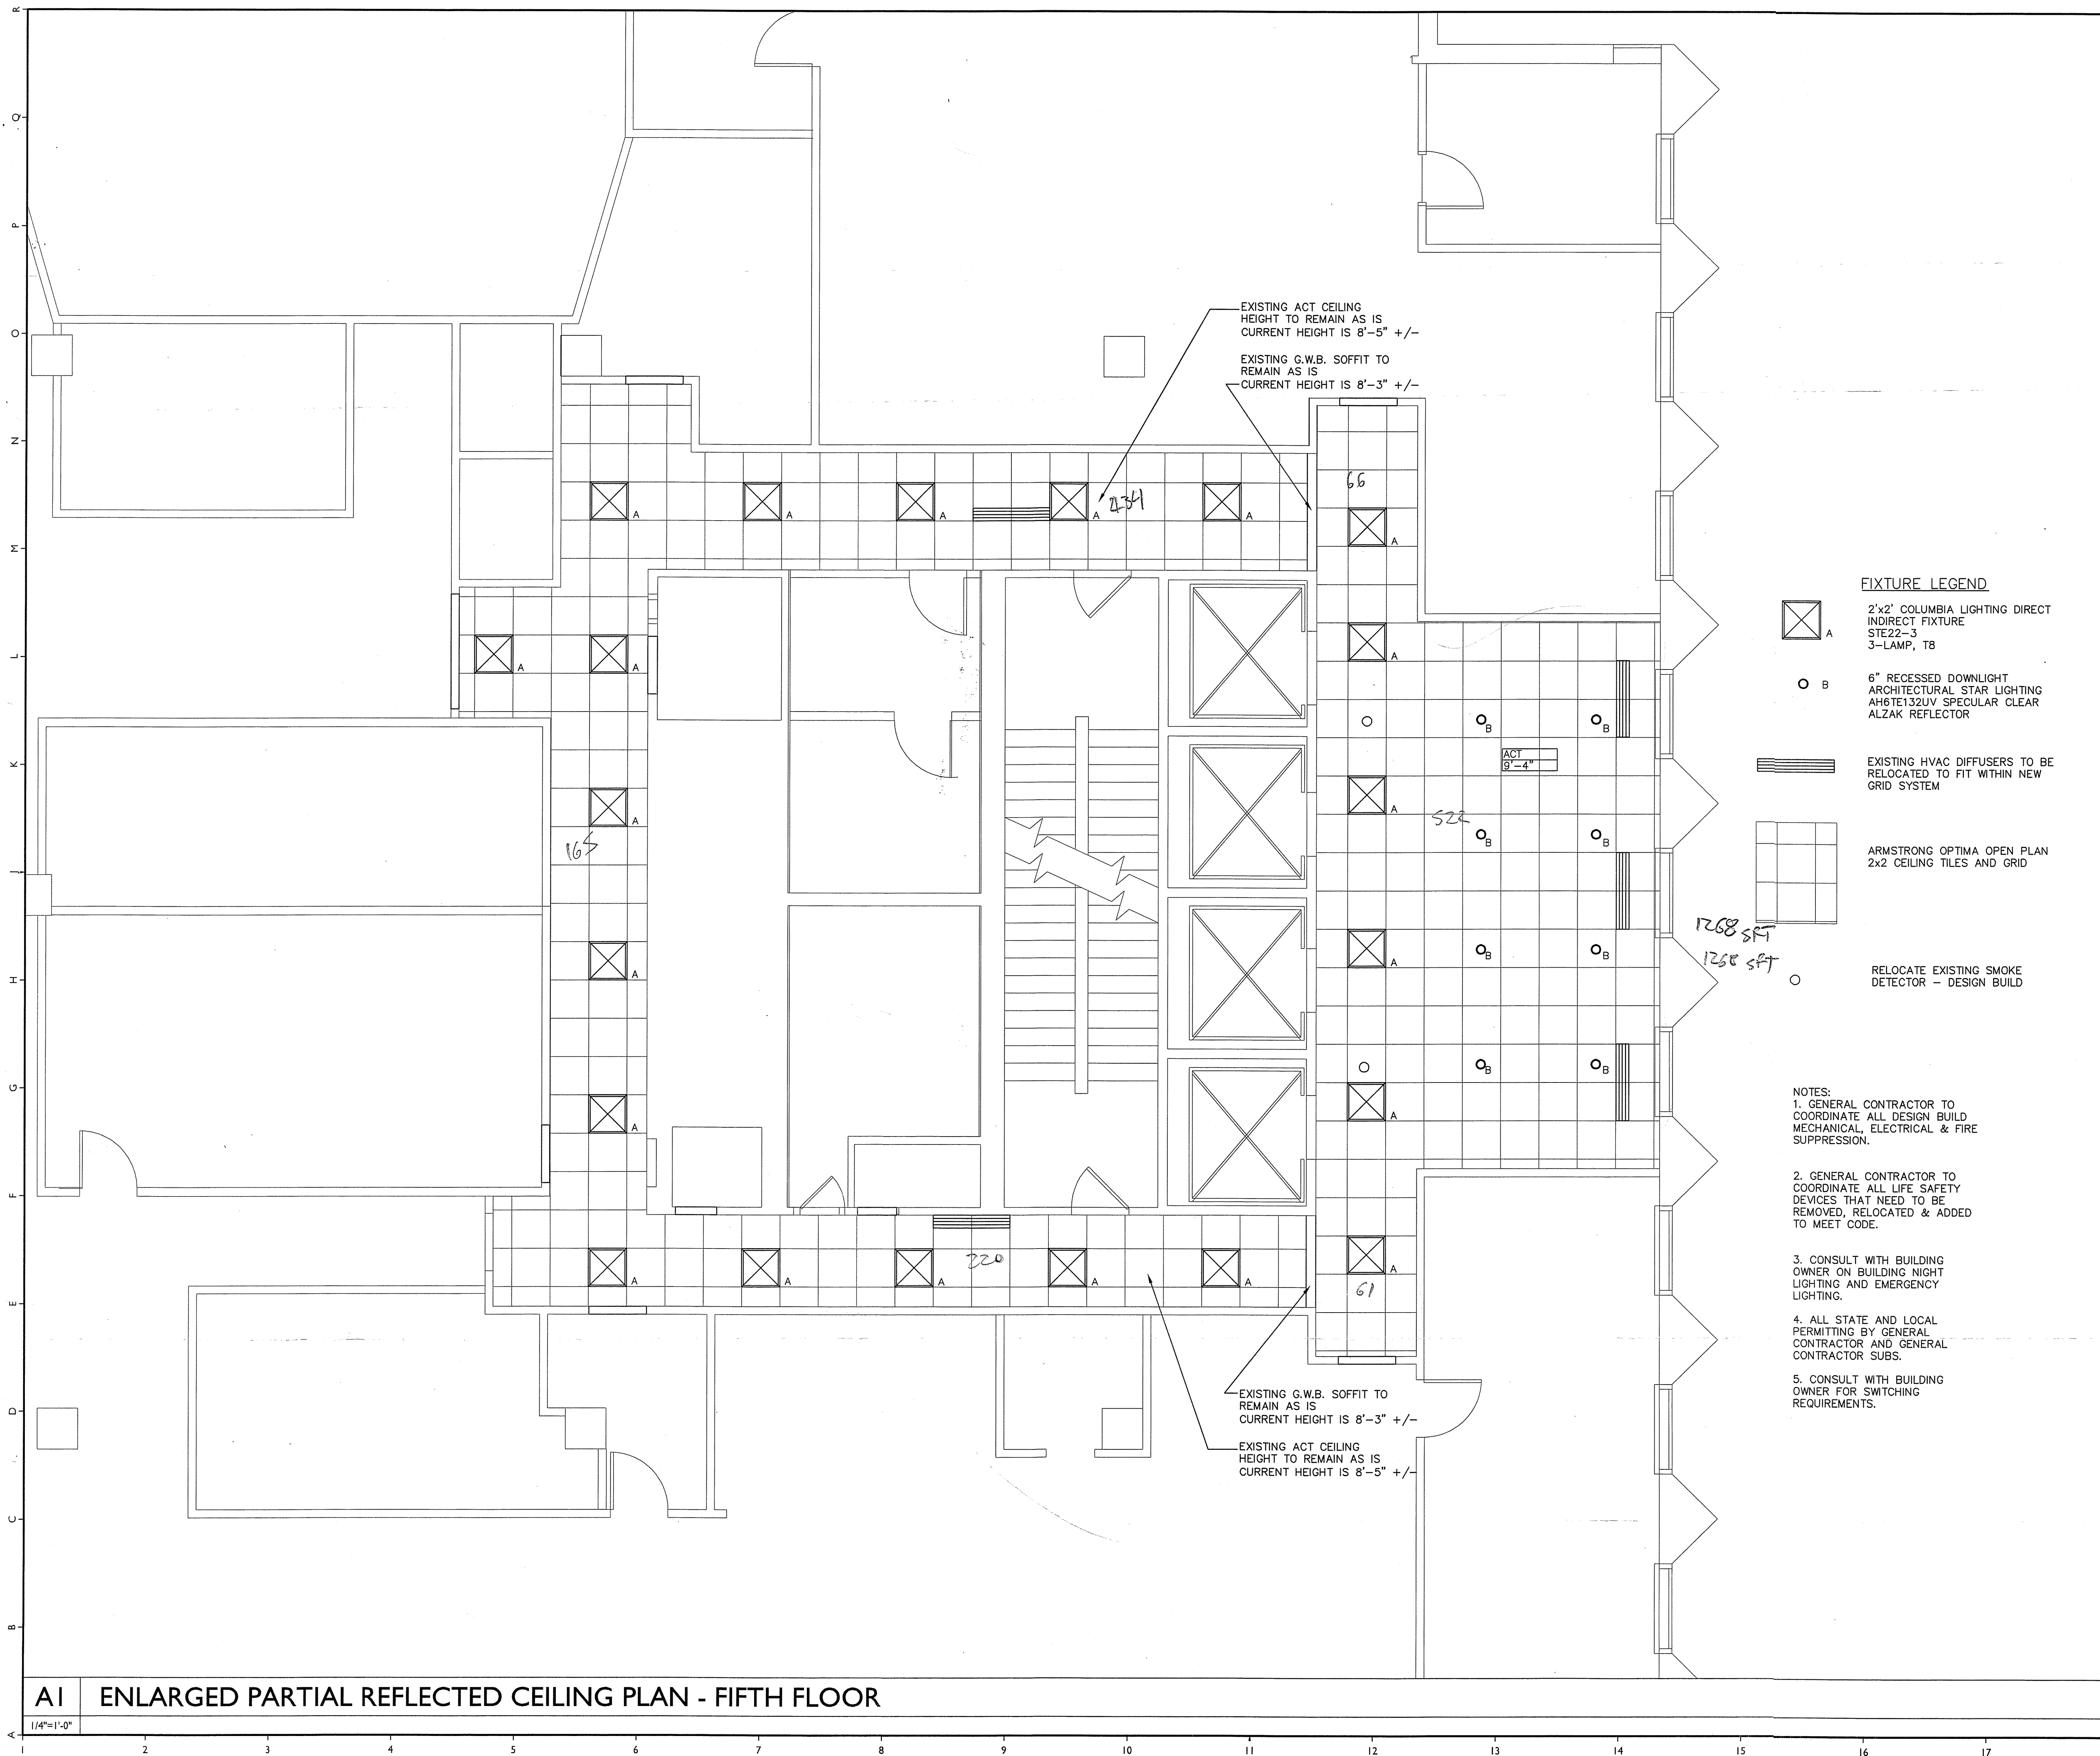 R
Q
P
O
N
M
L
K
J
H
G
F
E
D
C
B
A
EXISTING ACT CEILING
HEIGHT TO REMAIN AS IS
CURRENT HEIGHT IS 8'-5" +/-
EXISTING G.W.B. SOFFIT TO
REMAIN AS IS
CURRENT HEIGHT IS 8'-3" +/-
66
A A A A A
A
A A A
B B
ACT
9'-4"
A A
522
B B
165
A A
B B
A A
B B
A A A A A
220
A
61
EXISTING G.W.B. SOFFIT TO
REMAIN AS IS
CURRENT HEIGHT IS 8'-3" +/-
EXISTING ACT CEILING
HEIGHT TO REMAIN AS IS
CURRENT HEIGHT IS 8'-5" +/-
FIXTURE LEGEND
A
2'x2' COLUMBIA LIGHTING DIRECT
INDIRECT FIXTURE
STE22-3
3-LAMP, T8
B
6" RECESSED DOWNLIGHT
ARCHITECTURAL STAR LIGHTING
AH6TE132UV SPECULAR CLEAR
ALZAK REFLECTOR
EXISTING HVAC DIFFUSERS TO BE
RELOCATED TO FIT WITHIN NEW
GRID SYSTEM
ARMSTRONG OPTIMA OPEN PLAN
2x2 CEILING TILES AND GRID
1268 SFT
1268 SFT
RELOCATE EXISTING SMOKE
DETECTOR - DESIGN BUILD
NOTES:
1. GENERAL CONTRACTOR TO
COORDINATE ALL DESIGN BUILD
MECHANICAL, ELECTRICAL & FIRE
SUPPRESSION.
2. GENERAL CONTRACTOR TO
COORDINATE ALL LIFE SAFETY
DEVICES THAT NEED TO BE
REMOVED, RELOCATED & ADDED
TO MEET CODE.
3. CONSULT WITH BUILDING
OWNER ON BUILDING NIGHT
LIGHTING AND EMERGENCY
LIGHTING.
4. ALL STATE AND LOCAL
PERMITTING BY GENERAL
CONTRACTOR AND GENERAL
CONTRACTOR SUBS.
5. CONSULT WITH BUILDING
OWNER FOR SWITCHING
REQUIREMENTS.
A1 ENLARGED PARTIAL REFLECTED CEILING PLAN - FIFTH FLOOR
1/4"=1'-0"
1 2 3 4 5 6 7 8 9 10 11 12 13 14 15 16 17